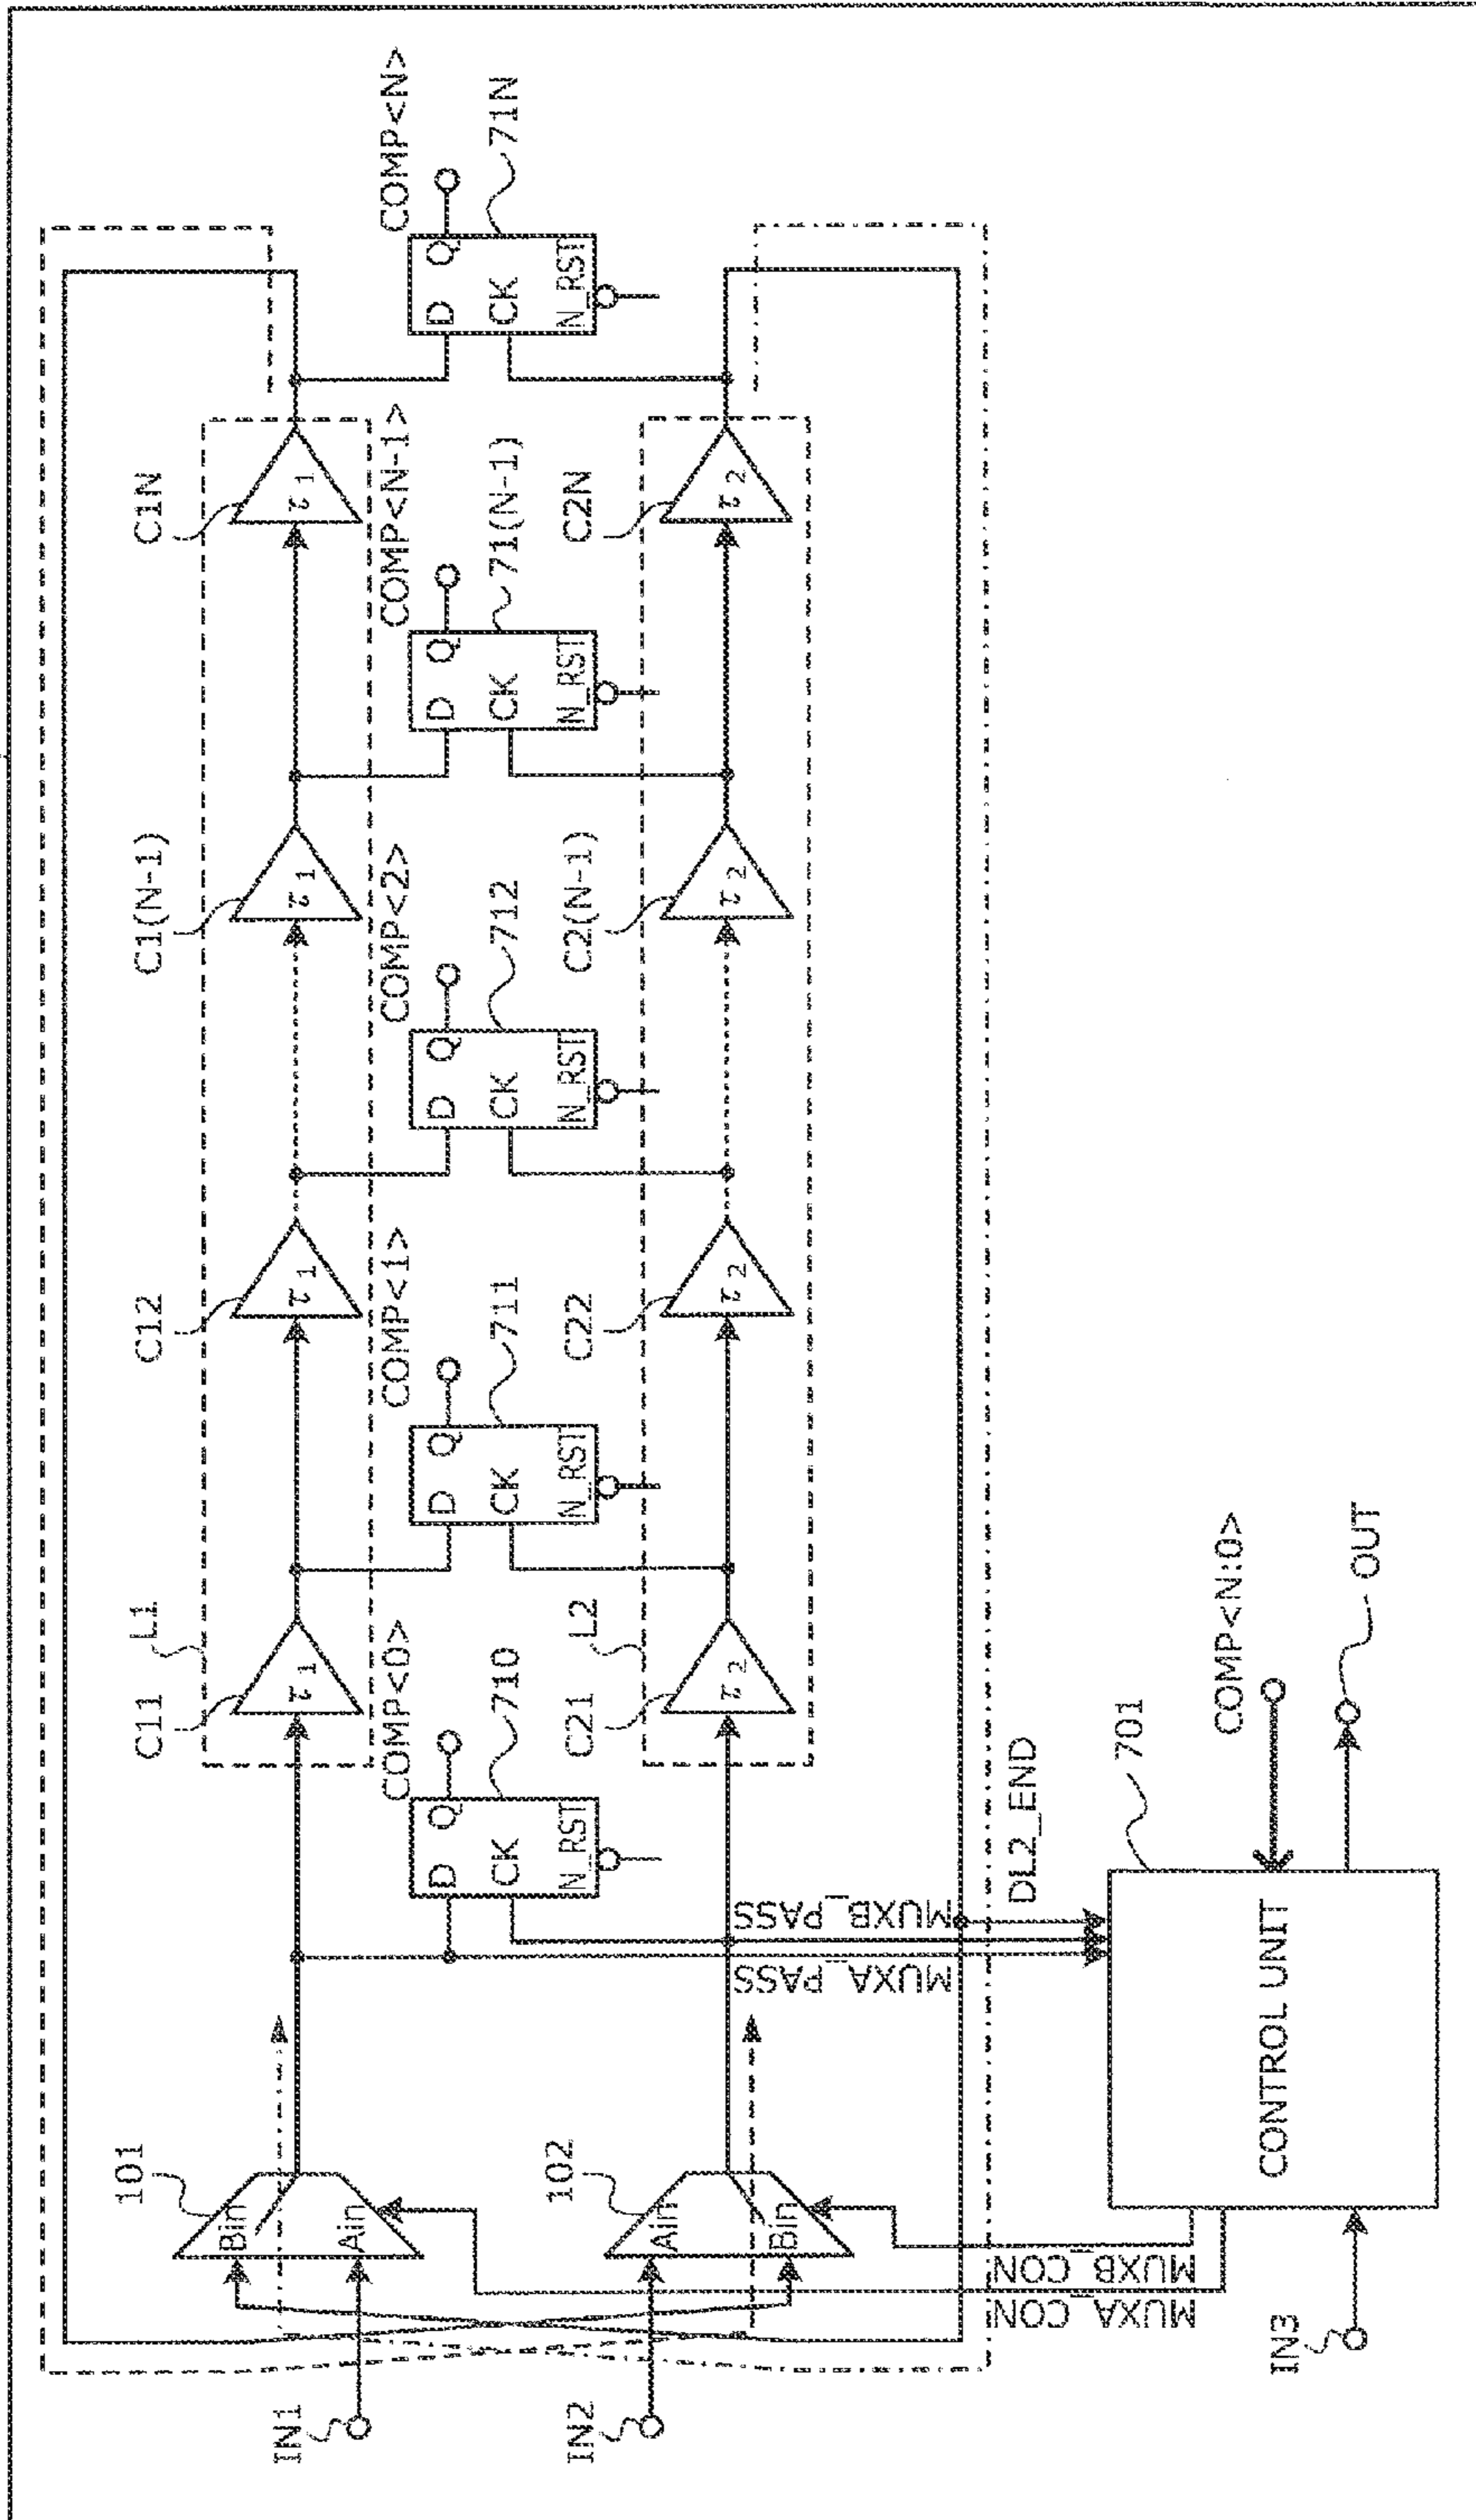 IN1
101
Bin
Ain
C11
L1
τ1
C12
τ1
C1(N-1)
τ1
C1N
τ1
COMP<0>
COMP<1>
COMP<2>
COMP<N-1>
COMP<N>
D Q
CK
N_RST
710
D Q
CK
N_RST
711
D Q
CK
N_RST
712
D Q
CK
N_RST
71(N-1)
D Q
CK
N_RST
71N
IN2
102
Ain
Bin
C21
L2
τ2
C22
τ2
C2(N-1)
τ2
C2N
τ2
MUXA_PASS
MUXB_PASS
DL2_END
MUXA_CON
MUXB_CON
IN3
CONTROL UNIT
701
COMP<N:0>
OUT